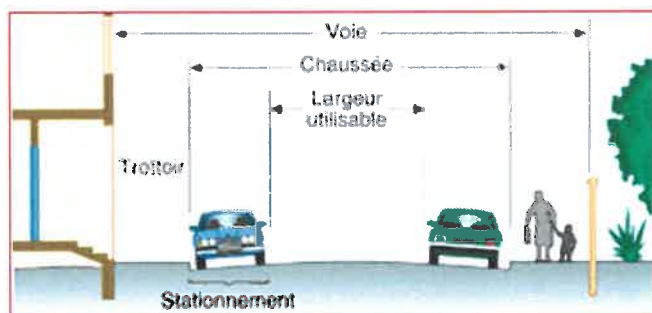 Voie
Chaussée
Largeur
utilisable
Trottoir
Stationnement